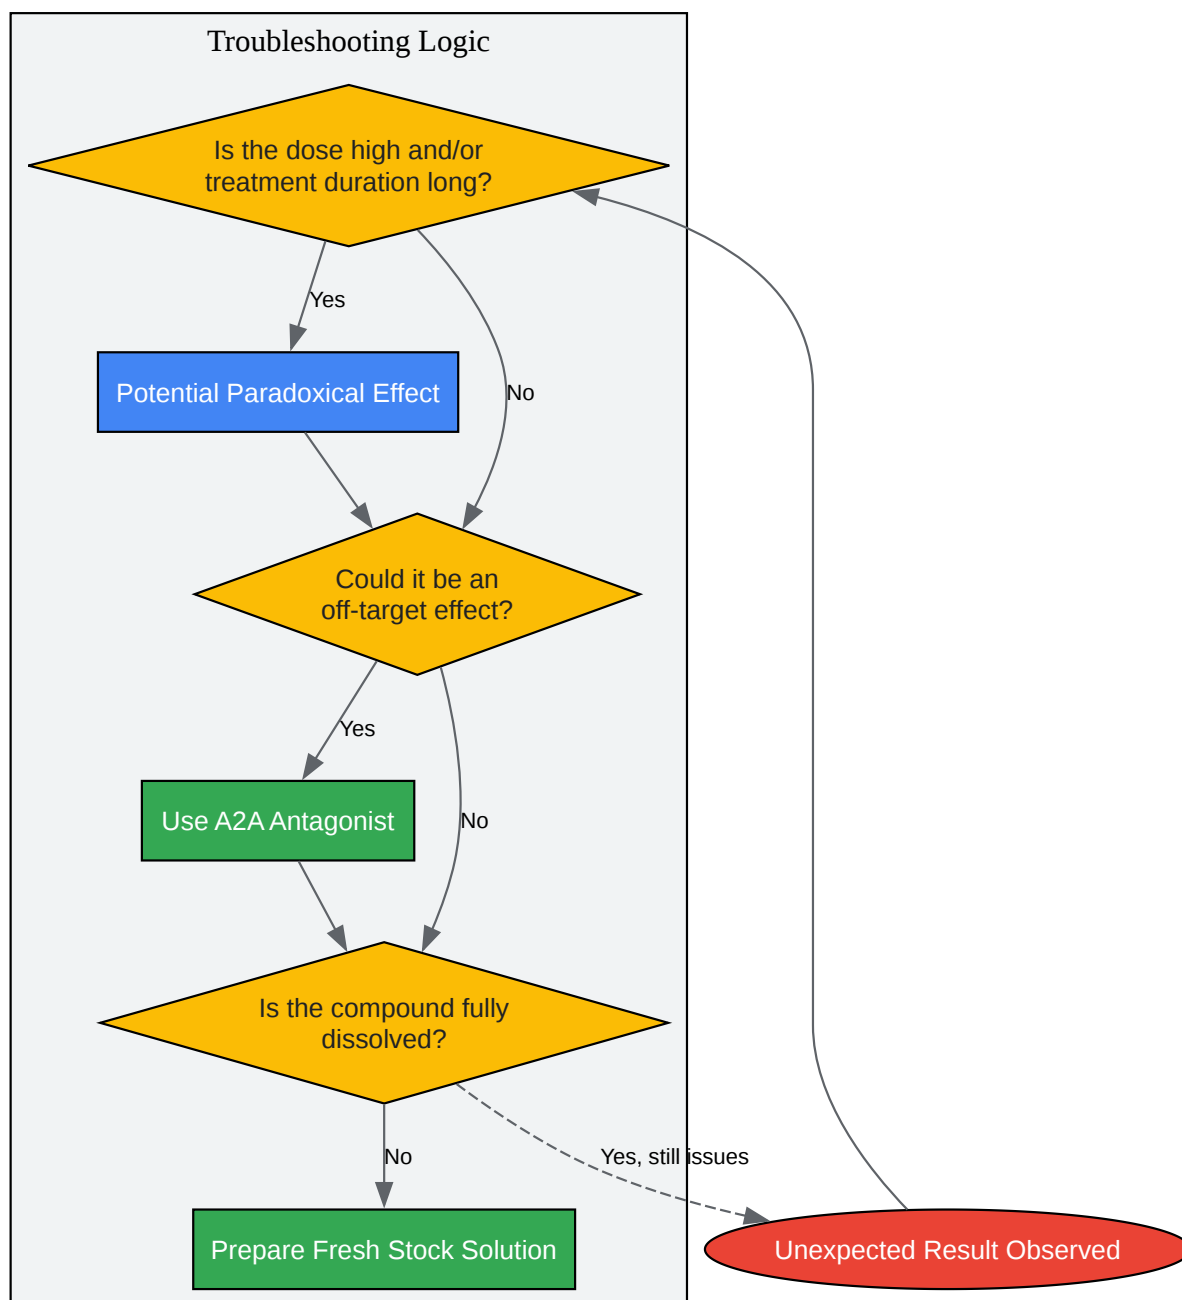 Troubleshooting Logic
Is the dose high and/or
treatment duration long?
Yes
Potential Paradoxical Effect
No
Could it be an
off-target effect?
Yes
Use A2A Antagonist
No
Is the compound fully
dissolved?
No
Yes, still issues
Prepare Fresh Stock Solution
Unexpected Result Observed